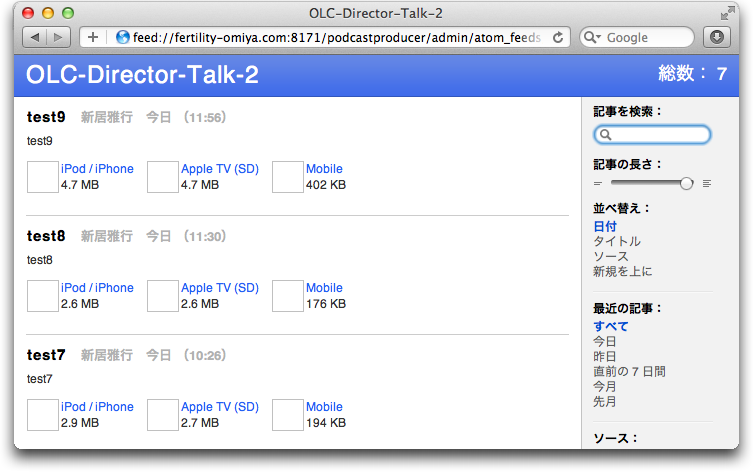 OLC-Director-Talk-2
feed://fertility-omiya.com:8171/podcastproducer/admin/atom_feeds
Google
OLC-Director-Talk-2
総数： 7
test9 新居雅行 今日 （11:56）
test9
iPod / iPhone
4.7 MB
Apple TV (SD)
4.7 MB
Mobile
402 KB
test8 新居雅行 今日 （11:30）
test8
iPod / iPhone
2.6 MB
Apple TV (SD)
2.6 MB
Mobile
176 KB
test7 新居雅行 今日 （10:26）
test7
iPod / iPhone
2.9 MB
Apple TV (SD)
2.7 MB
Mobile
194 KB
記事を検索：
記事の長さ：
並べ替え：
日付
タイトル
ソース
新規を上に
最近の記事：
すべて
今日
昨日
直前の 7 日間
今月
先月
ソース：